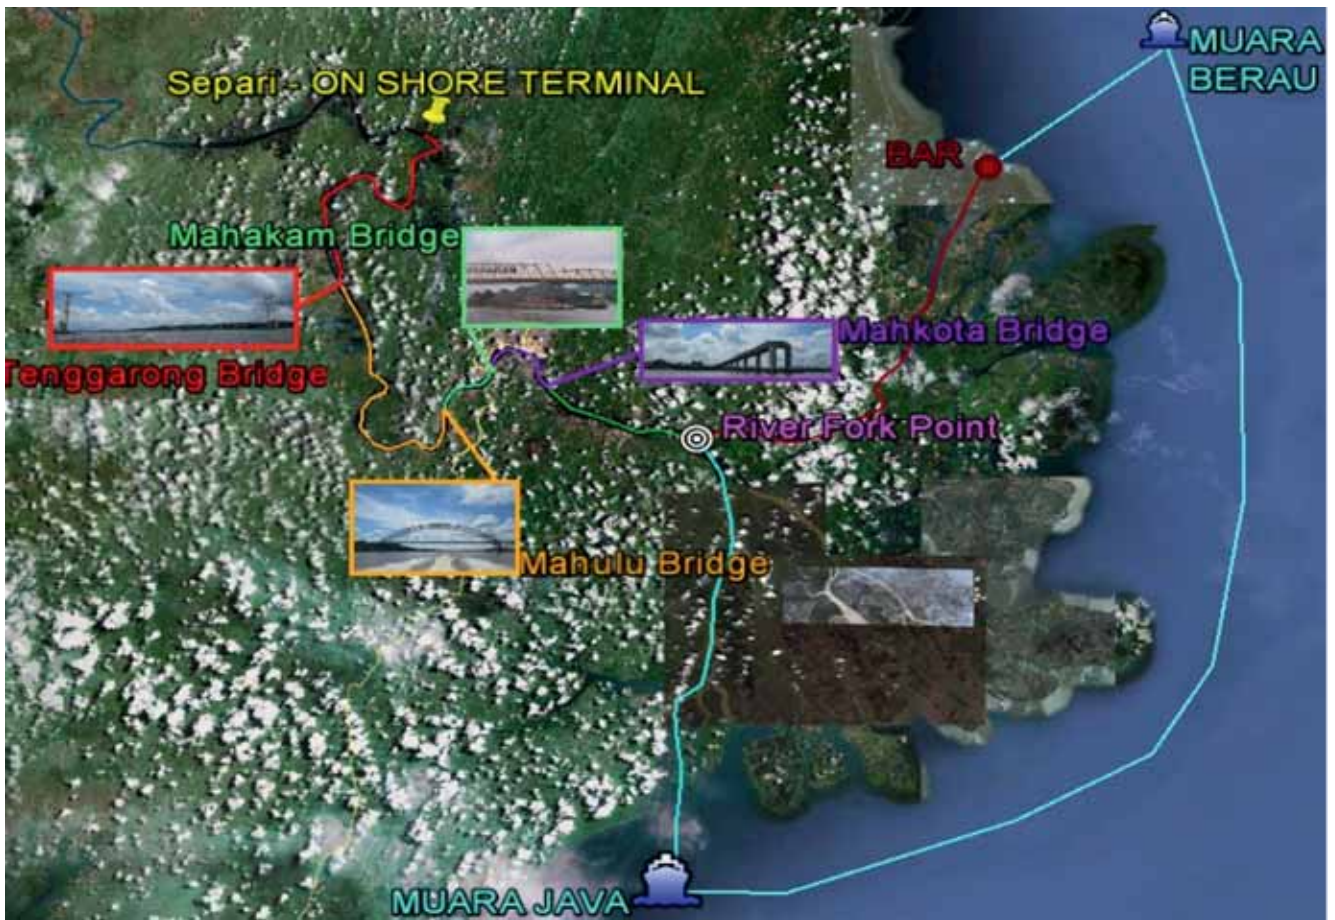 MUARA
BERAU
Separi - ON SHORE TERMINAL
BAR
Mahakam Bridge
Mahkota Bridge
Tenggarong Bridge
River Fork Point
Mahulu Bridge
MUARA JAVA